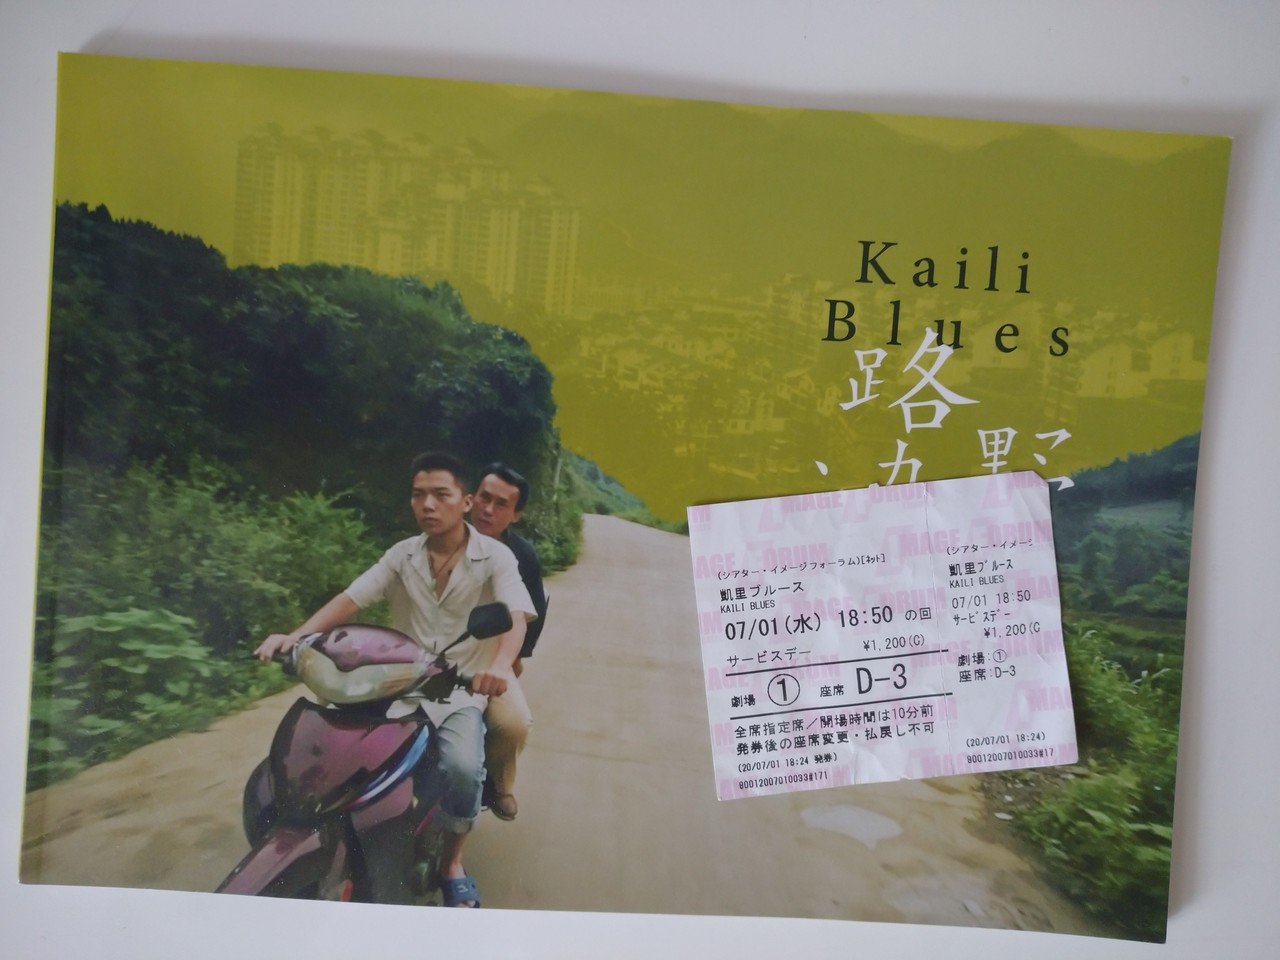 Kaili
Blues
路
野
(シアター・イメージフォーラム)[ネット]
凱里ブルース
KAILI BLUES
07/01(水) 18:50 の回
サービスデー ¥1,200(C)
劇場 ① 座席 D-3
全席指定席/開場時間は10分前
発券後の座席変更・払戻し不可
(20/07/01 18:24 発券)
80012007010033#171
(シアター・イメージ
凱里ブルース
KAILI BLUES
07/01 18:50
サービスデー
¥1,200(C
劇場:①
座席:D-3
(20/07/01 18:24)
80012007010033#17